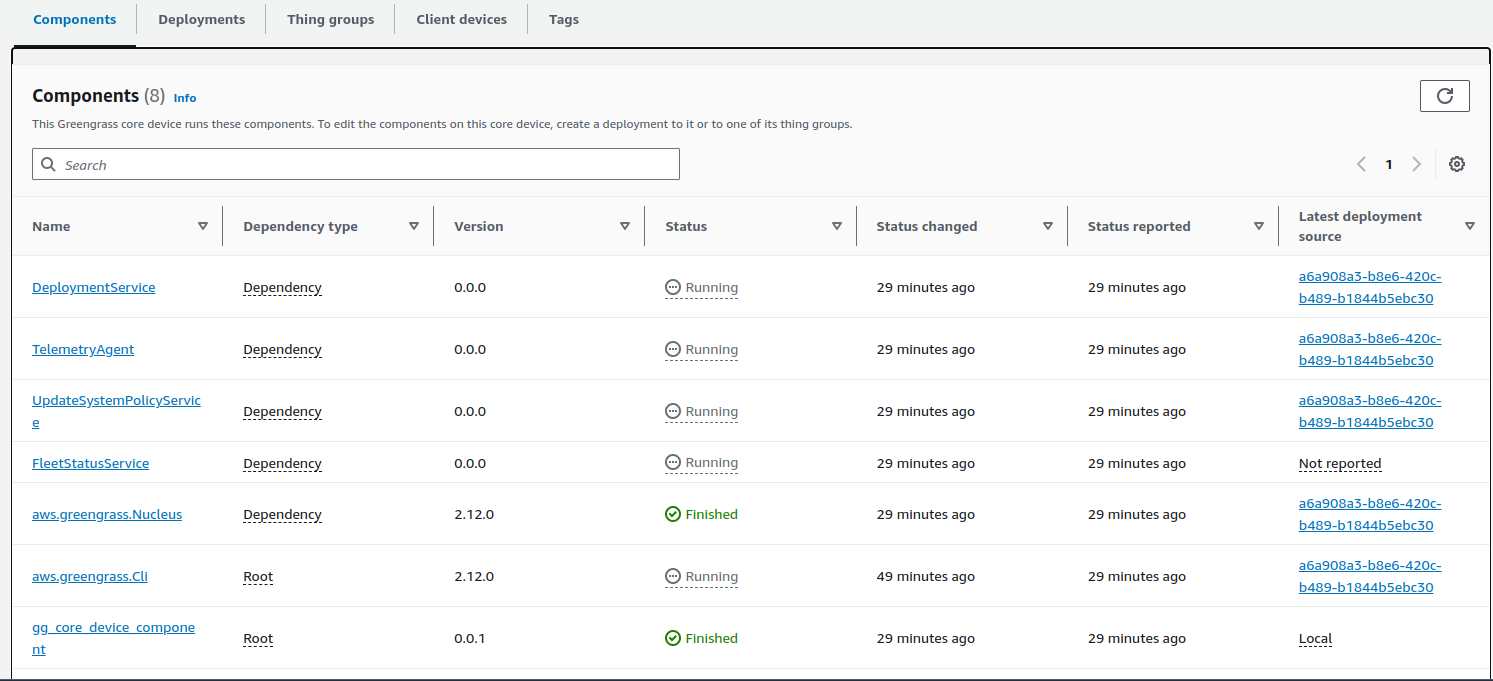 Components Deployments Thing groups Client devices Tags
Components (8) Info
This Greengrass core device runs these components. To edit the components on this core device, create a deployment to it or to one of its thing groups.
Search
1
Name Dependency type Version Status Status changed Status reported Latest deployment source
DeploymentService Dependency 0.0.0 Running 29 minutes ago 29 minutes ago a6a908a3-b8e6-420c-
b489-b1844b5ebc30
TelemetryAgent Dependency 0.0.0 Running 29 minutes ago 29 minutes ago a6a908a3-b8e6-420c-
b489-b1844b5ebc30
UpdateSystemPolicyServic
e Dependency 0.0.0 Running 29 minutes ago 29 minutes ago a6a908a3-b8e6-420c-
b489-b1844b5ebc30
FleetStatusService Dependency 0.0.0 Running 29 minutes ago 29 minutes ago Not reported
aws.greengrass.Nucleus Dependency 2.12.0 Finished 29 minutes ago 29 minutes ago a6a908a3-b8e6-420c-
b489-b1844b5ebc30
aws.greengrass.Cli Root 2.12.0 Running 49 minutes ago 29 minutes ago a6a908a3-b8e6-420c-
b489-b1844b5ebc30
gg_core_device_compone
nt Root 0.0.1 Finished 29 minutes ago 29 minutes ago Local